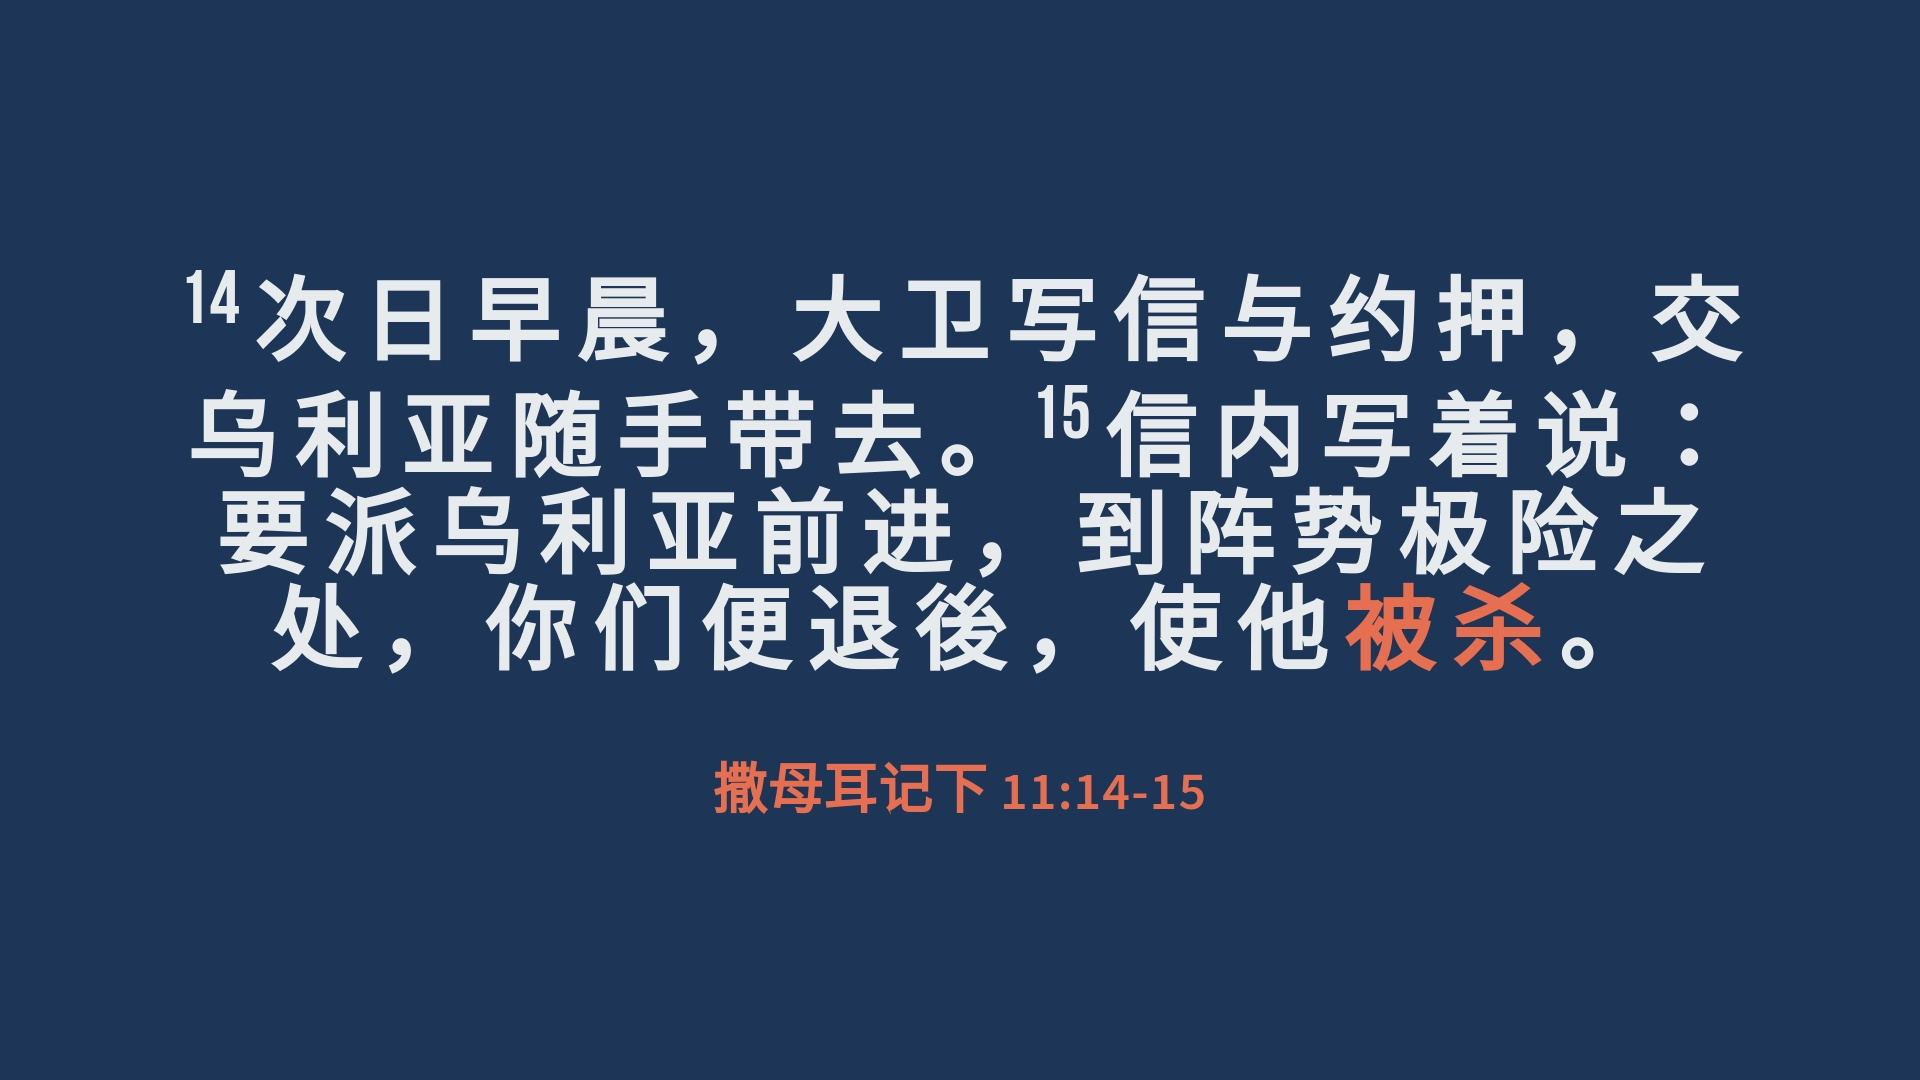 14次日早晨，大卫写信与约押，交
乌利亚随手带去。15信内写着说：
要派乌利亚前进，到阵势极险之
处，你们便退後，使他被杀。
撒母耳记下 11:14-15